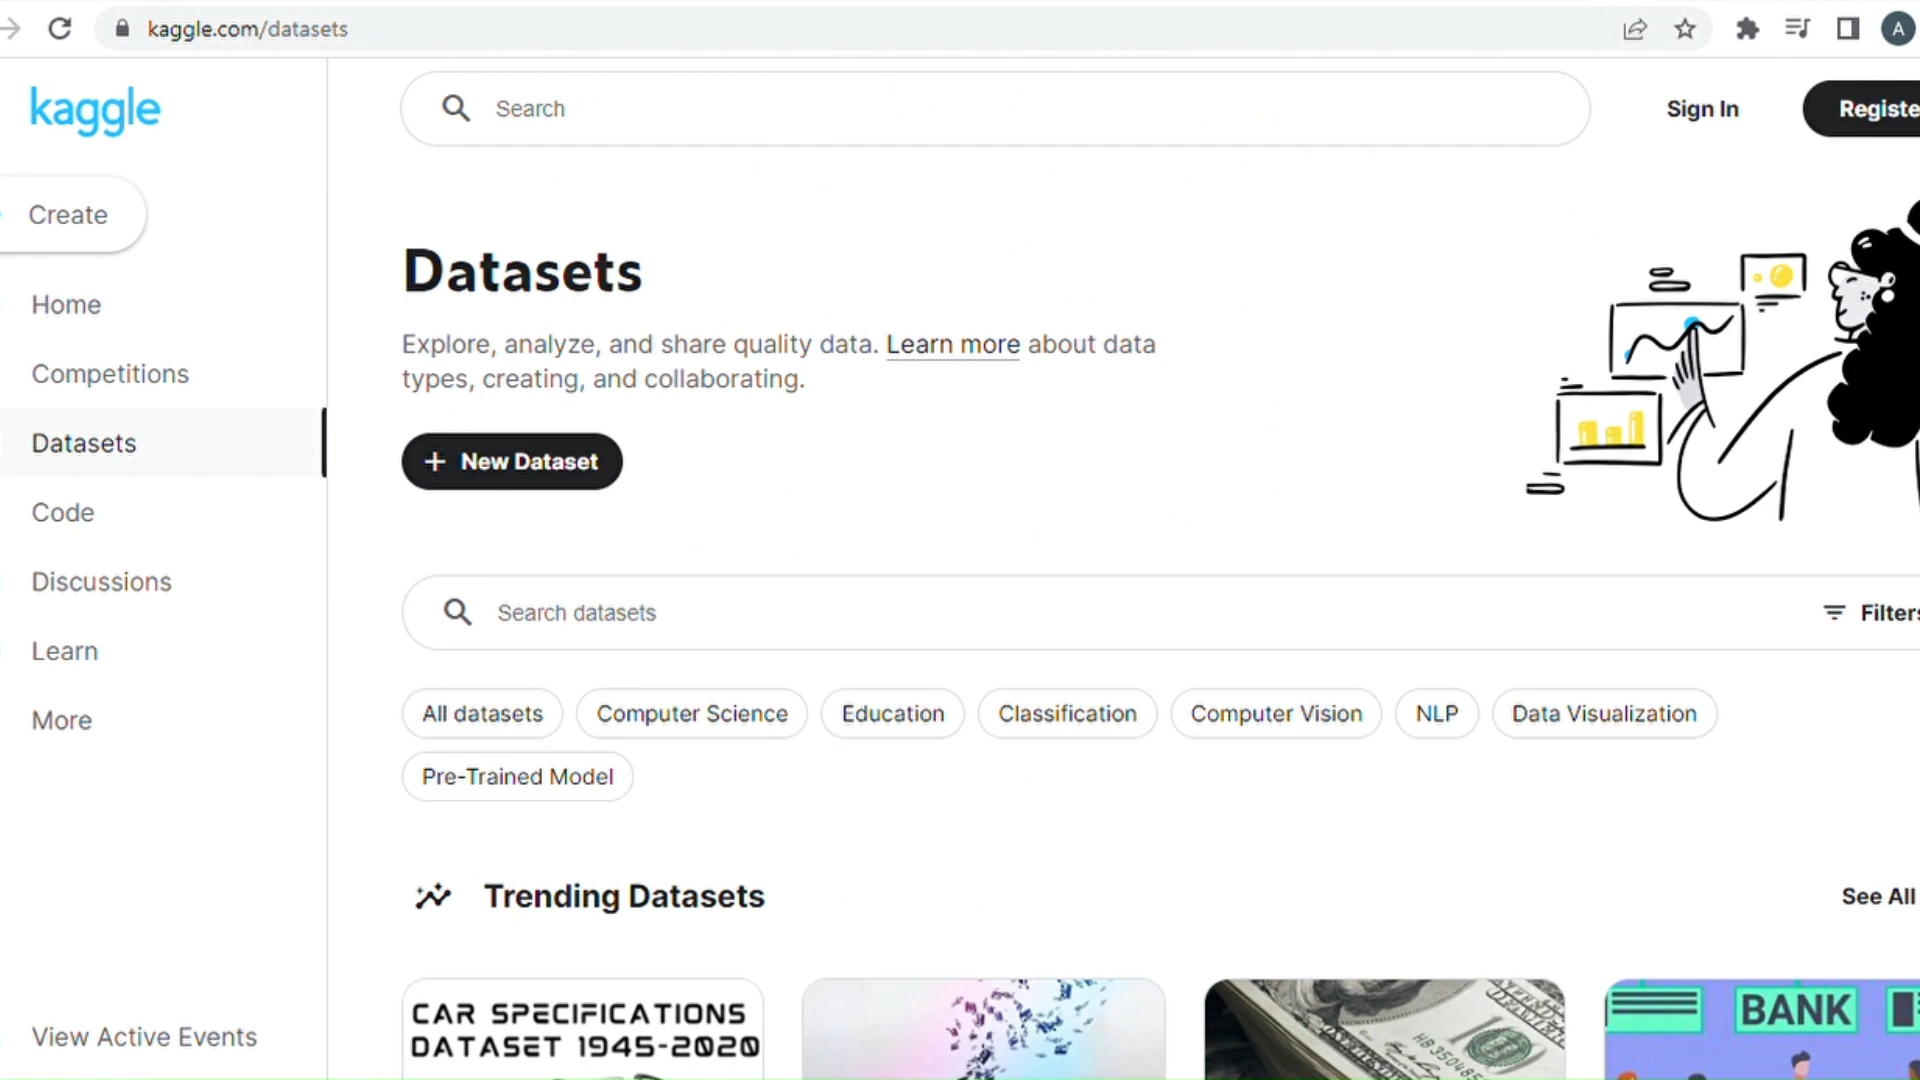 kaggle.com/datasets
A
kaggle
Search
Sign In
Registe
Create
Home
Competitions
Datasets
Code
Discussions
Learn
More
View Active Events
Datasets
Explore, analyze, and share quality data. Learn more about data
types, creating, and collaborating.
+ New Dataset
Search datasets
Filters
All datasets
Computer Science
Education
Classification
Computer Vision
NLP
Data Visualization
Pre-Trained Model
Trending Datasets
See All
CAR SPECIFICATIONS
DATASET 1945-2020
BANK